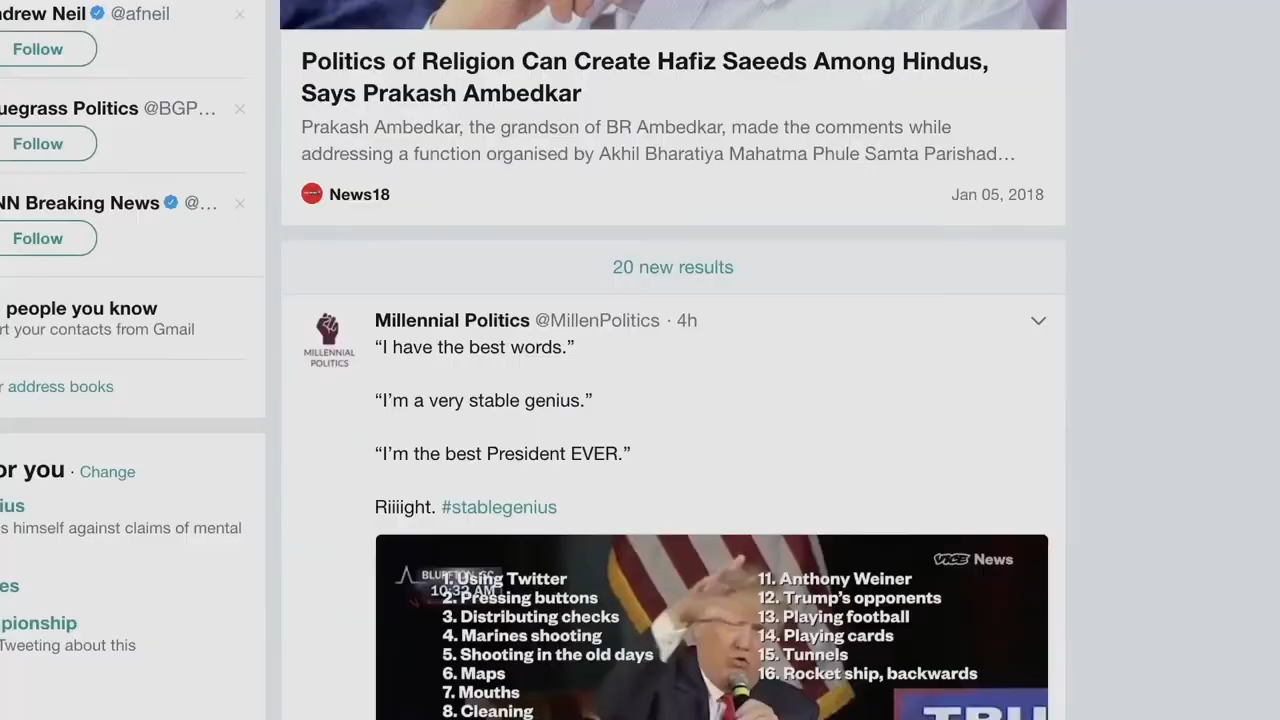 ndrew Neil @afneil
Follow
uegrass Politics @BGP…
Follow
NN Breaking News @…
Follow
people you know
rt your contacts from Gmail
r address books
or you · Change
ius
s himself against claims of mental
es
pionship
Tweeting about this
Politics of Religion Can Create Hafiz Saeeds Among Hindus,
Says Prakash Ambedkar
Prakash Ambedkar, the grandson of BR Ambedkar, made the comments while
addressing a function organised by Akhil Bharatiya Mahatma Phule Samta Parishad…
News18
Jan 05, 2018
20 new results
MILLENNIAL
POLITICS
Millennial Politics @MillenPolitics · 4h
“I have the best words.”
“I’m a very stable genius.”
“I’m the best President EVER.”
Riiiight. #stablegenius
VICE News
BLUFFTON, SC
10:32 AM
1. Using Twitter
2. Pressing buttons
3. Distributing checks
4. Marines shooting
5. Shooting in the old days
6. Maps
7. Mouths
8. Cleaning
11. Anthony Weiner
12. Trump’s opponents
13. Playing football
14. Playing cards
15. Tunnels
16. Rocket ship, backwards
TRU